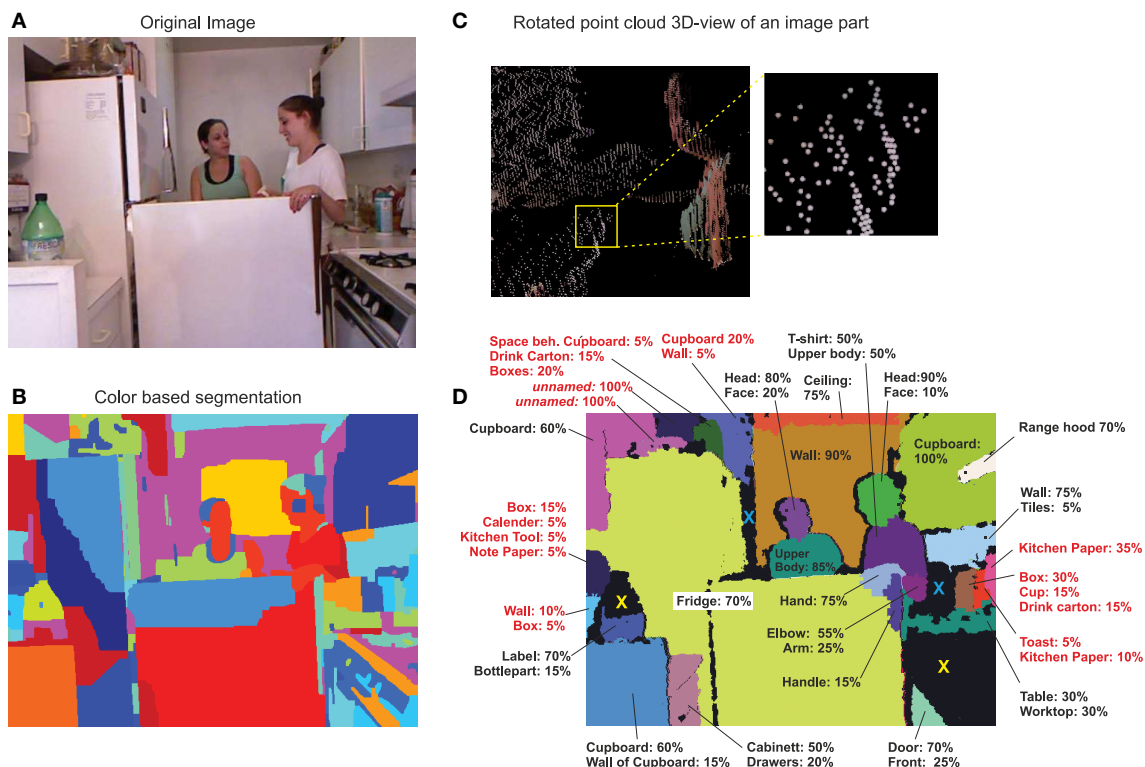 A
Original Image
C
Rotated point cloud 3D-view of an image part
B
Color based segmentation
D
Space beh. Cupboard: 5%
Drink Carton: 15%
Boxes: 20%
unnamed: 100%
unnamed: 100%
Cupboard 20%
Wall: 5%
T-shirt: 50%
Upper body: 50%
Head: 80%
Face: 20%
Ceiling:
75%
Head:90%
Face: 10%
Cupboard: 60%
Wall: 90%
Cupboard:
100%
Range hood 70%
Box: 15%
Calender: 5%
Kitchen Tool: 5%
Note Paper: 5%
Wall: 75%
Tiles: 5%
X
Upper
Body: 85%
Kitchen Paper: 35%
Wall: 10%
Box: 5%
X
Fridge: 70%
Hand: 75%
X
Box: 30%
Cup: 15%
Drink carton: 15%
Label: 70%
Bottlepart: 15%
Elbow: 55%
Arm: 25%
Toast: 5%
Kitchen Paper: 10%
Handle: 15%
X
Table: 30%
Worktop: 30%
Cupboard: 60%
Wall of Cupboard: 15%
Cabinett: 50%
Drawers: 20%
Door: 70%
Front: 25%